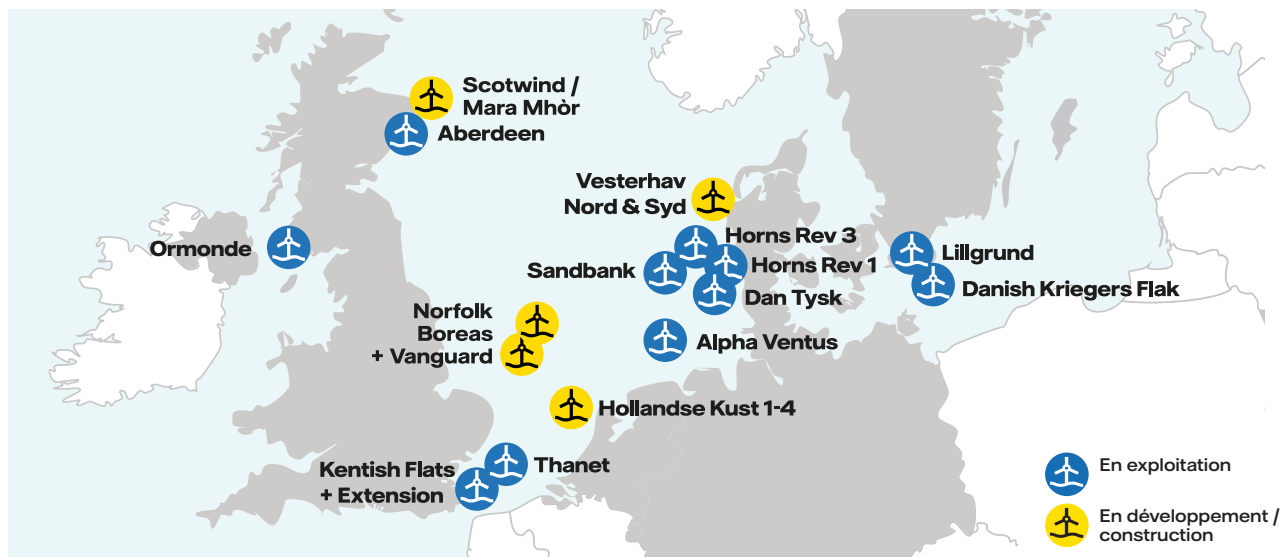 Scotwind /
Mara Mhòr
Aberdeen
Vesterhav
Nord & Syd
Ormonde
Horns Rev 3
Horns Rev 1
Sandbank
Dan Tysk
Lillgrund
Danish Kriegers Flak
Norfolk
Boreas
+ Vanguard
Alpha Ventus
Hollandse Kust 1-4
Thanet
Kentish Flats
+ Extension
En exploitation
En développement /
construction